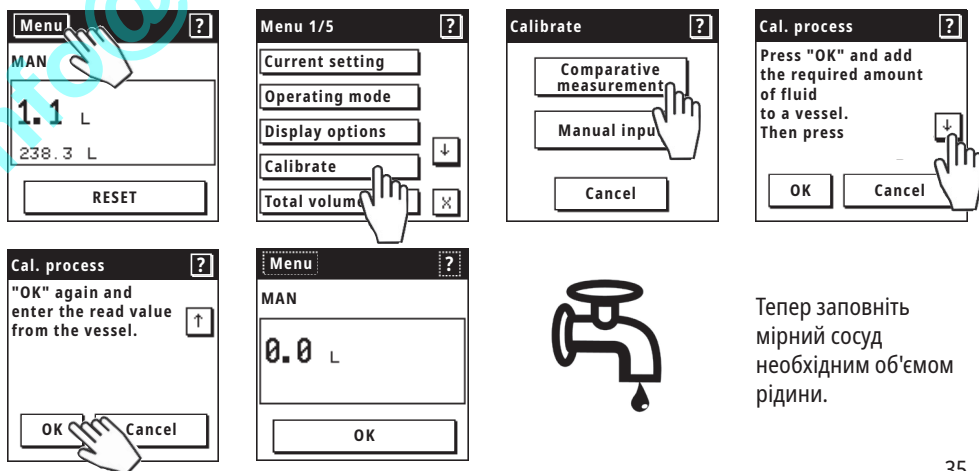 Menu ?
MAN
1.1 L
238.3 L
RESET
Menu 1/5 ?
Current setting
Operating mode
Display options
↓
Calibrate
Total volume
X
Calibrate ?
Comparative
measurement
Manual input
Cancel
Cal. process ?
Press "OK" and add
the required amount
of fluid
to a vessel.
Then press
↓
OK Cancel
Cal. process ?
"OK" again and
enter the read value
from the vessel.
↑
OK Cancel
Menu ?
MAN
0.0 L
OK
Тепер заповніть
мірний сосуд
необхідним об'ємом
рідини.
35
info@